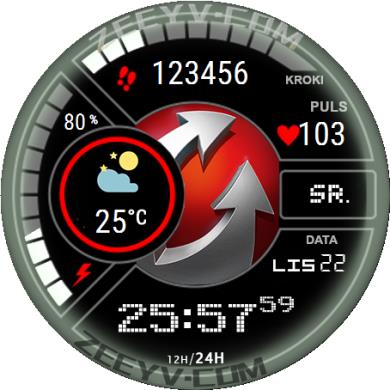 ZEEYV-COM
123456
KROKI
PULS
80 %
103
25°C
SR.
DATA
LIS 22
25:57 59
12H/24H
ZEEYV-COM